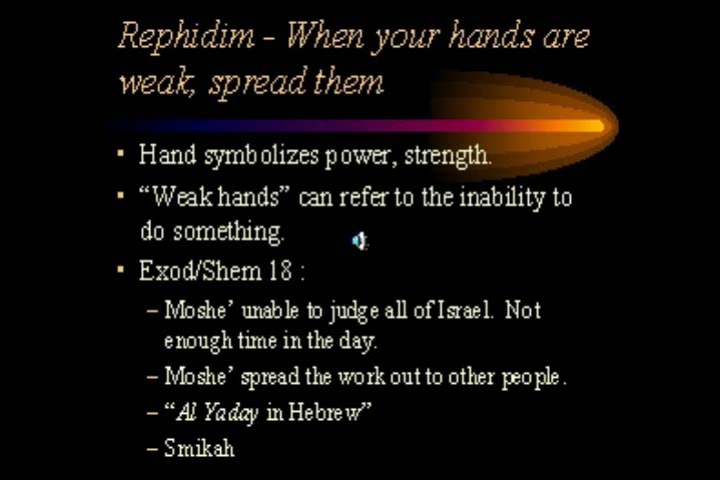 Rephidim - When your hands are
weak, spread them
▪ Hand symbolizes power, strength.
▪ “Weak hands” can refer to the inability to
do something.
▪ Exod/Shem 18 :
– Moshe’ unable to judge all of Israel. Not
enough time in the day.
– Moshe’ spread the work out to other people.
– “Al Yaday in Hebrew”
– Smikah